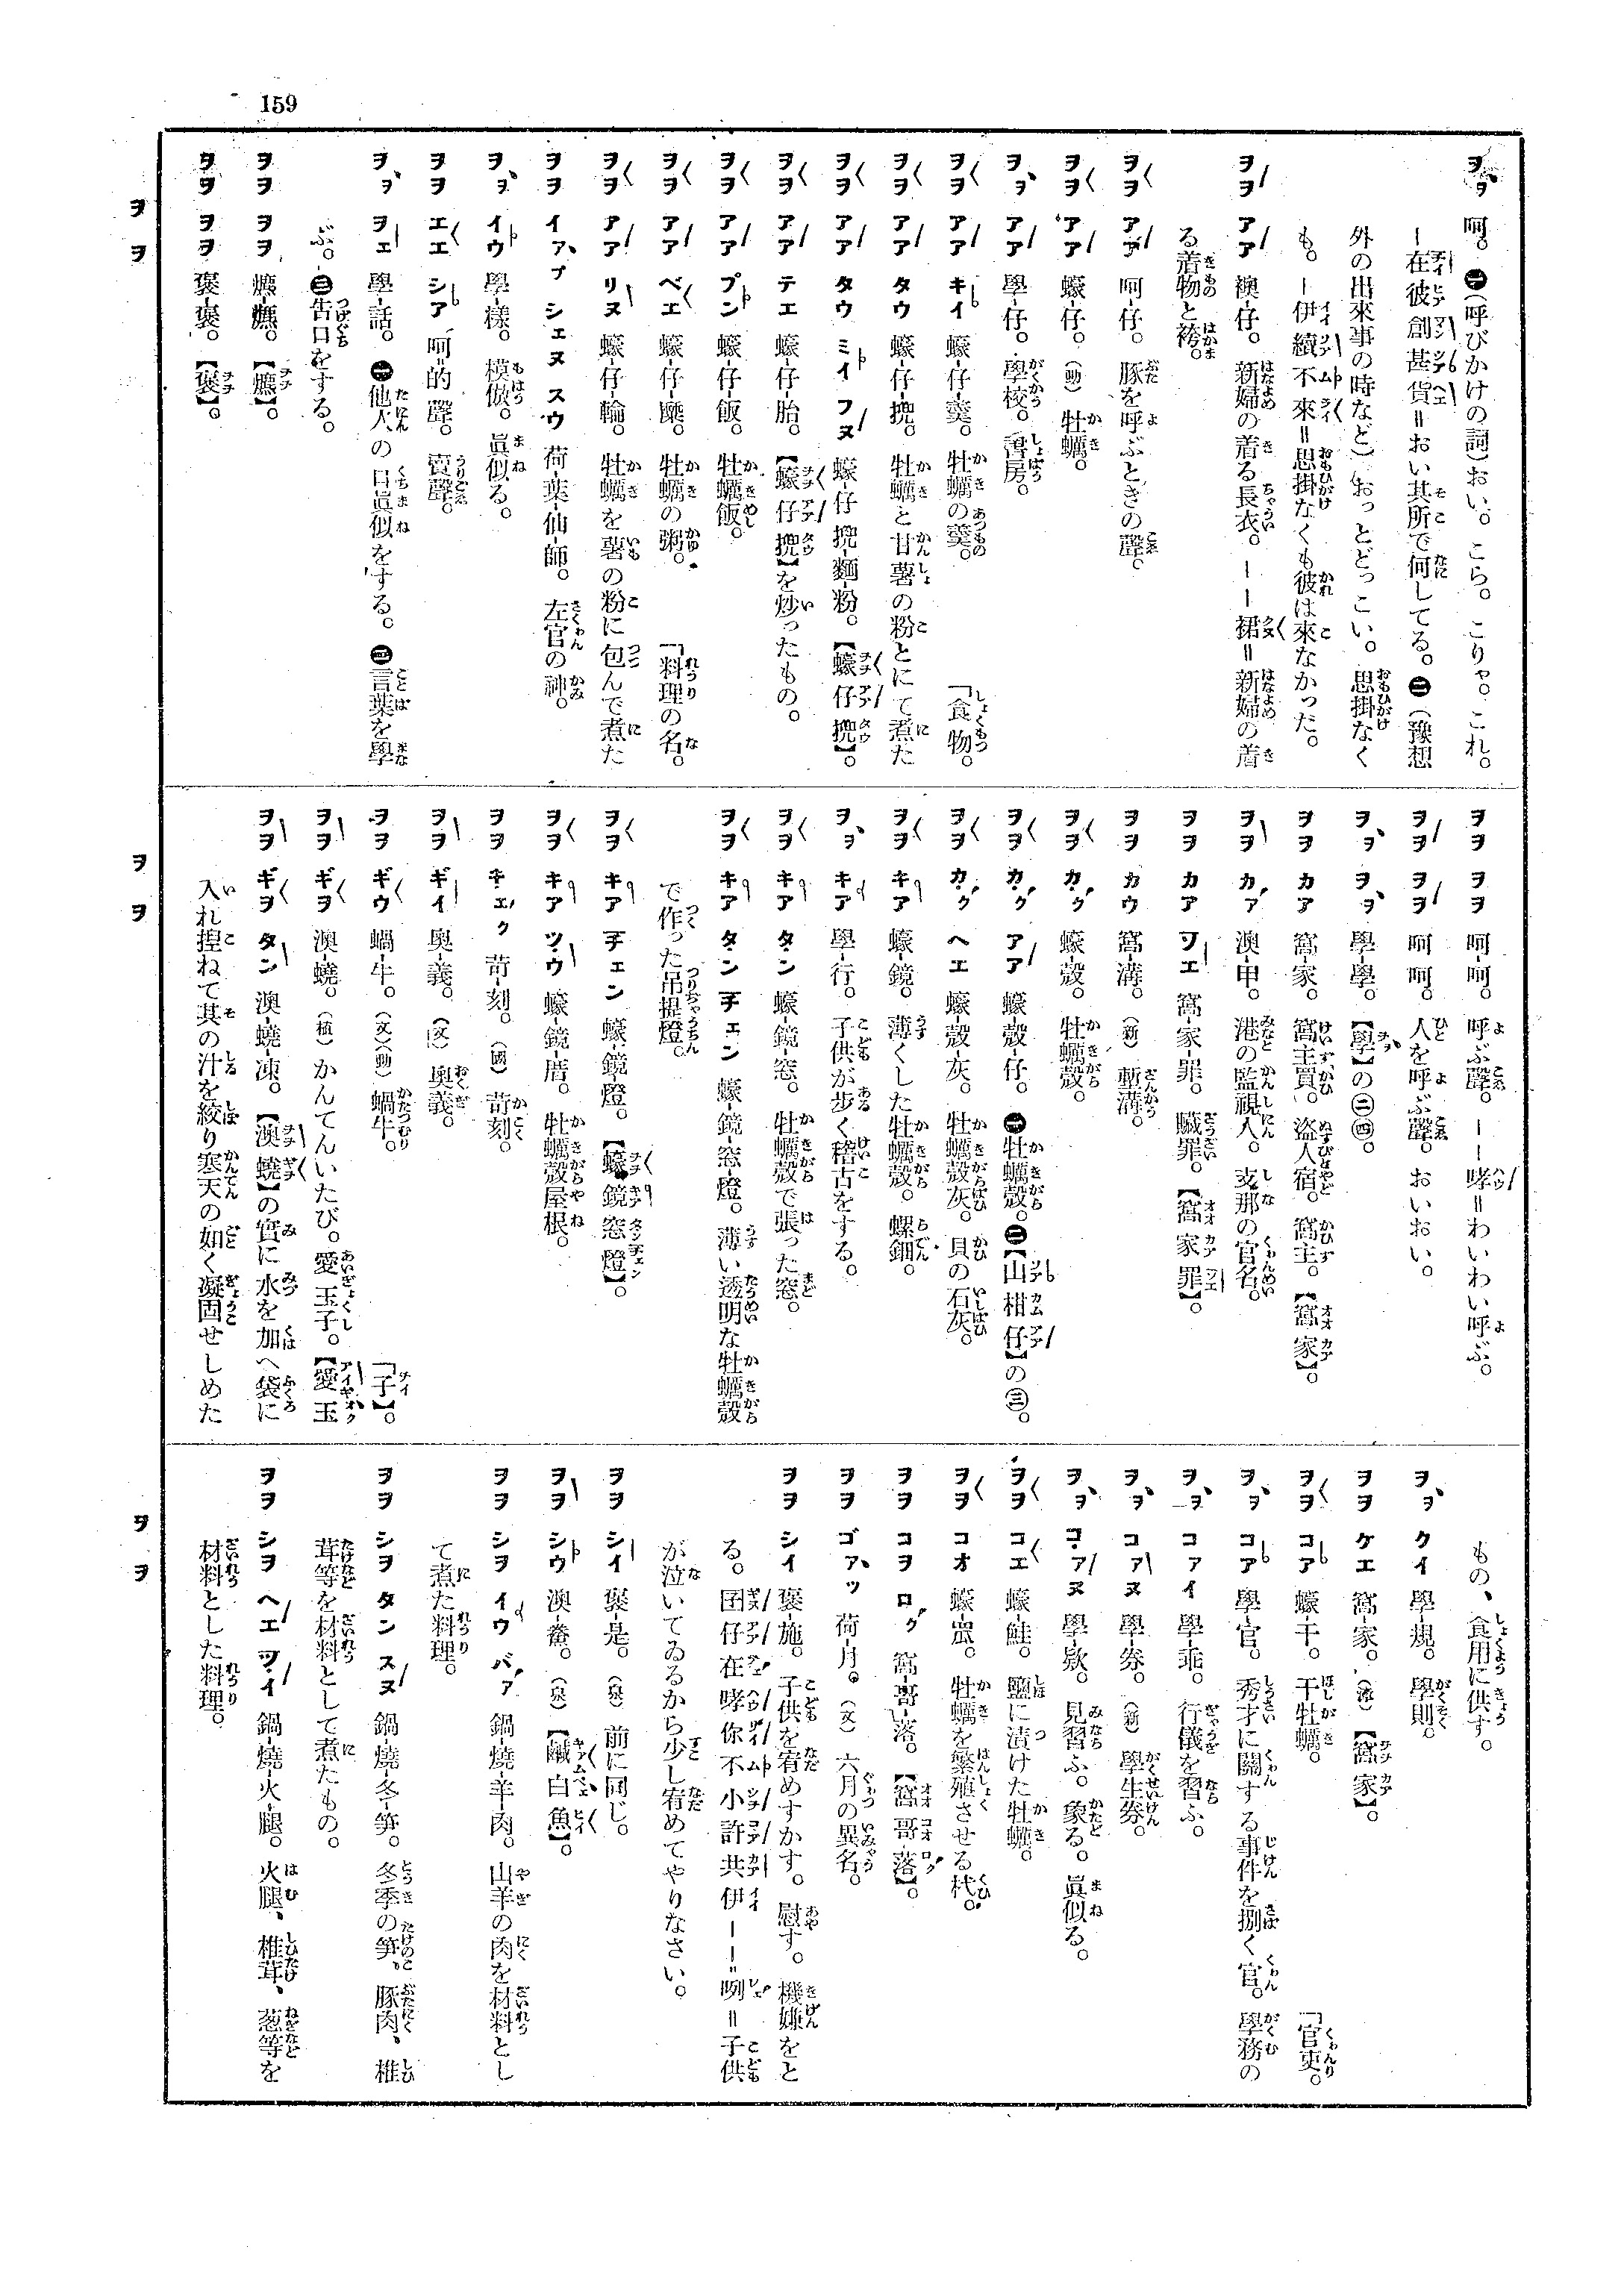 159
ヲヲ 呵。㊀(呼びかけの詞)おい。こら。こりゃ。これ。
―在彼創甚貨＝おい其所で何してる。㊁(豫想
外の出來事の時など)おっとどっこい。思掛なく
も。―伊續不來＝思掛なくも彼は來なかった。
ヲヲ アア 襖-仔。新婦の着る長衣。――裙＝新婦の着
る着物と袴。
ヲヲ アア 呵-仔。豚を呼ぶときの聲。
ヲヲ アア 蠔-仔。(動)牡蠣。
ヲヲ アア 學-仔。學校。書房。
ヲヲ アア キイ 蠔-仔-羹。牡蠣の羹。
ヲヲ アア タウ 蠔-仔-摠。牡蠣と甘薯の粉とにて煮た「食物。
ヲヲ アア タウ ミイ フヌ 蠔-仔-摠-麵-粉。【蠔仔摠】。
ヲヲ アア テエ 蠔-仔-胎。【蠔仔摠】を炒ったもの。
ヲヲ アア プン 蠔-仔-飯。牡蠣飯。
ヲヲ アア ベエ 蠔-仔-糜。牡蠣の粥。
ヲヲ アア リヌ 蠔-仔-輪。牡蠣を薯の粉に包んで煮た「料理の名。
ヲヲ イァプ シェヌ スウ 荷-葉-仙-師。左官の神。
ヲヲ イウ 學-樣。模倣。眞似る。
ヲヲ エエ シア 呵=的 聲。賣聲。
ヲヲ ヲェ 學-話。㊀他人の口眞似をする。㊁言葉を學
ぶ。㊂告口をする。
ヲヲ ヲヲ 【】。
ヲヲ ヲヲ 褒-褒。【褒】。
ヲヲ ヲヲ 呵-呵。呼ぶ聲。――哮＝わいわい呼ぶ。
ヲヲ ヲヲ 呵 呵。人を呼ぶ聲。おいおい。
ヲヲ ヲヲ 學-學。【學】の㊁㊃。
ヲヲ カア 窩-家。窩主買。盜人宿。窩主。【窩家】。
ヲヲ カァ 澳-甲。港の監視人。支那の官名。
ヲヲ カア ヅエ 窩-家-罪。贓罪。【窩家罪】。
ヲヲ カウ 窩-溝。(新)塹溝。
ヲヲ カク 蠔-殼。牡蠣殼。
ヲヲ カク アア 蠔-殼-仔。㊀牡蠣殼。㊁【山柑仔】の㊂。
ヲヲ カク ヘエ 蠔-殼-灰。牡蠣殼灰。貝の石灰。
ヲヲ キア 蠔-鏡。薄くした牡蠣殼。螺鈿。
ヲヲ キア 學-行。子供が步く稽古をする。
ヲヲ キア タン 蠔-鏡-窓。牡蠣殼で張った窓。
ヲヲ キア タン チェン 蠔-鏡-窓-燈。薄い透明な牡蠣殼
で作った吊提燈。
ヲヲ キア チェン 蠔-鏡-燈。【蠔鏡窓燈】。
ヲヲ キア ツウ 蠔-鏡-厝。牡蠣殼屋根。
ヲヲ キェク 苛-刻。(國)苛刻。
ヲヲ ギイ 奧-義。(文)奧義。
ヲヲ ギウ 蝸-牛。(文)(動)蝸牛。
ヲヲ ギヲ 澳-蟯。(植)かんてんいたび。愛玉子。【愛玉「子】。
ヲヲ ギヲ タン 澳-蟯-凍。【澳蟯】の實に水を加へ袋に
入れ揑ねて其の汁を絞り寒天の如く凝固せしめた
もの、食用に供す。
ヲヲ クイ 學-規。學則。
ヲヲ ケエ 窩-家。(漳)【窩家】。
ヲヲ コア 蠔-干。干牡蠣。
ヲヲ コア 學-官。秀才に關する事件を捌く官。學務の「官吏。
ヲヲ コァイ 學-乖。行儀を習ふ。
ヲヲ コァヌ 學-券。(新)學生券。
ヲヲ コァヌ 學-款。見習ふ。象る。眞似る。
ヲヲ コエ 蠔-鮭。鹽に漬けた牡蠣。
ヲヲ コオ 蠔-罛。牡蠣を繁殖させる杙。
ヲヲ コヲ ロク 窩-哥-落。【窩哥落】。
ヲヲ ゴァッ 荷-月。(文)六月の異名。
ヲヲ シイ 褒-施。子供を宥めすかす。慰す。機嫌をと
る。囝仔在哮你不小許共伊――咧＝子供
が泣いてゐるから少し宥めてやりなさい。
ヲヲ シイ 褒-是。(泉)前に同じ。
ヲヲ シウ 澳-鯗。(泉)【鹹白魚】。
ヲヲ シヲ イウ バァ 鍋-燒-羊-肉。山羊の肉を材料とし
て煮た料理。
ヲヲ シヲ タン スヌ 鍋-燒-冬-笋。冬季の笋、豚肉、椎
茸等を材料として煮たもの。
ヲヲ シヲ ヘエ ツイ 鍋-燒-火-腿。火腿、椎茸、葱等を
材料とした料理。
ヲヲ
ヲヲ
ヲヲ